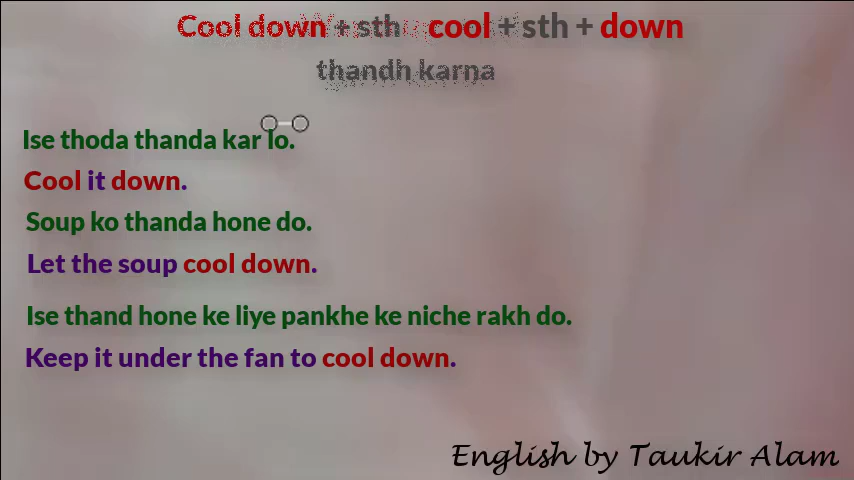 Cool down + sth cool + sth + down
thandh karna
Ise thoda thanda kar lo.
Cool it down.
Soup ko thanda hone do.
Let the soup cool down.
Ise thand hone ke liye pankhe ke niche rakh do.
Keep it under the fan to cool down.
English by Taukir Alam